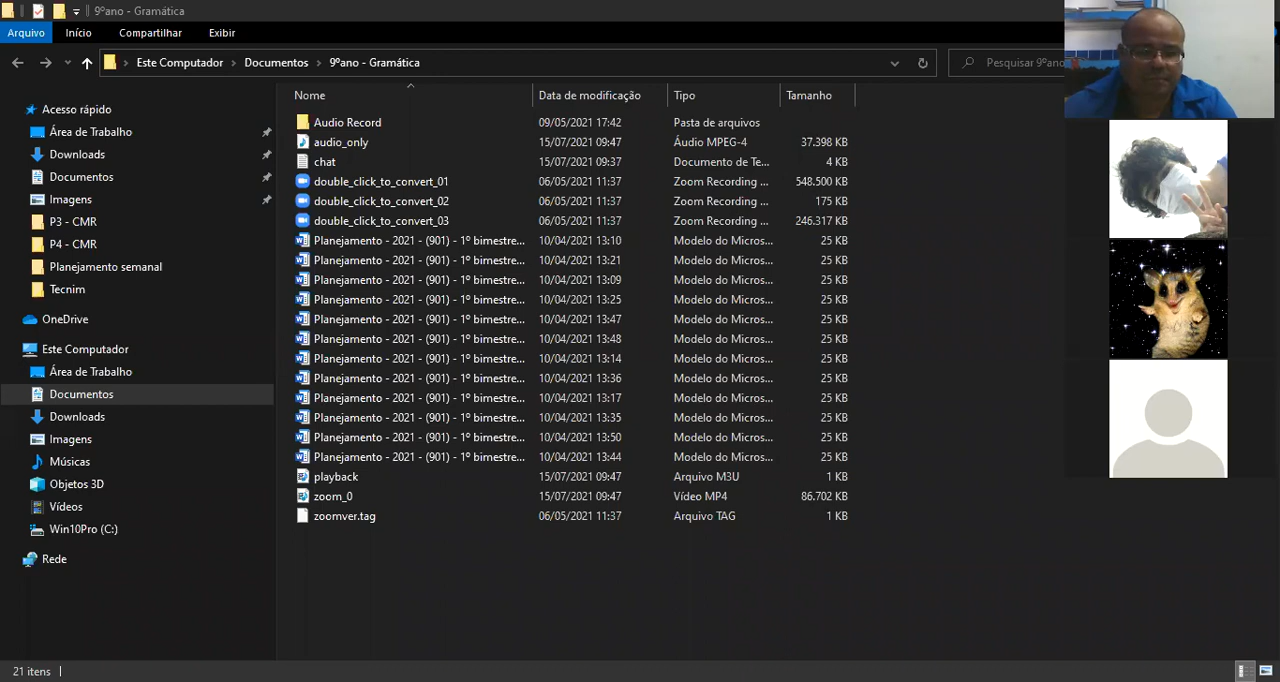 9ºano - Gramática
Arquivo Início Compartilhar Exibir
Este Computador Documentos 9ºano - Gramática Pesquisar 9ºano
Nome Data de modificação Tipo Tamanho
Acesso rápido
Área de Trabalho
Downloads
Documentos
Imagens
P3 - CMR
P4 - CMR
Planejamento semanal
Tecnim
OneDrive
Este Computador
Área de Trabalho
Documentos
Downloads
Imagens
Músicas
Objetos 3D
Vídeos
Win10Pro (C:)
Rede
Audio Record 09/05/2021 17:42 Pasta de arquivos
audio_only 15/07/2021 09:47 Áudio MPEG-4 37.398 KB
chat 15/07/2021 09:37 Documento de Te... 4 KB
double_click_to_convert_01 06/05/2021 11:37 Zoom Recording ... 548.500 KB
double_click_to_convert_02 06/05/2021 11:37 Zoom Recording ... 175 KB
double_click_to_convert_03 06/05/2021 11:37 Zoom Recording ... 246.317 KB
Planejamento - 2021 - (901) - 1º bimestre... 10/04/2021 13:10 Modelo do Micros... 25 KB
Planejamento - 2021 - (901) - 1º bimestre... 10/04/2021 13:21 Modelo do Micros... 25 KB
Planejamento - 2021 - (901) - 1º bimestre... 10/04/2021 13:09 Modelo do Micros... 25 KB
Planejamento - 2021 - (901) - 1º bimestre... 10/04/2021 13:25 Modelo do Micros... 25 KB
Planejamento - 2021 - (901) - 1º bimestre... 10/04/2021 13:47 Modelo do Micros... 25 KB
Planejamento - 2021 - (901) - 1º bimestre... 10/04/2021 13:48 Modelo do Micros... 25 KB
Planejamento - 2021 - (901) - 1º bimestre... 10/04/2021 13:14 Modelo do Micros... 25 KB
Planejamento - 2021 - (901) - 1º bimestre... 10/04/2021 13:36 Modelo do Micros... 25 KB
Planejamento - 2021 - (901) - 1º bimestre... 10/04/2021 13:17 Modelo do Micros... 25 KB
Planejamento - 2021 - (901) - 1º bimestre... 10/04/2021 13:35 Modelo do Micros... 25 KB
Planejamento - 2021 - (901) - 1º bimestre... 10/04/2021 13:50 Modelo do Micros... 25 KB
Planejamento - 2021 - (901) - 1º bimestre... 10/04/2021 13:44 Modelo do Micros... 25 KB
playback 15/07/2021 09:47 Arquivo M3U 1 KB
zoom_0 15/07/2021 09:47 Vídeo MP4 86.702 KB
zoomver.tag 06/05/2021 11:37 Arquivo TAG 1 KB
21 itens